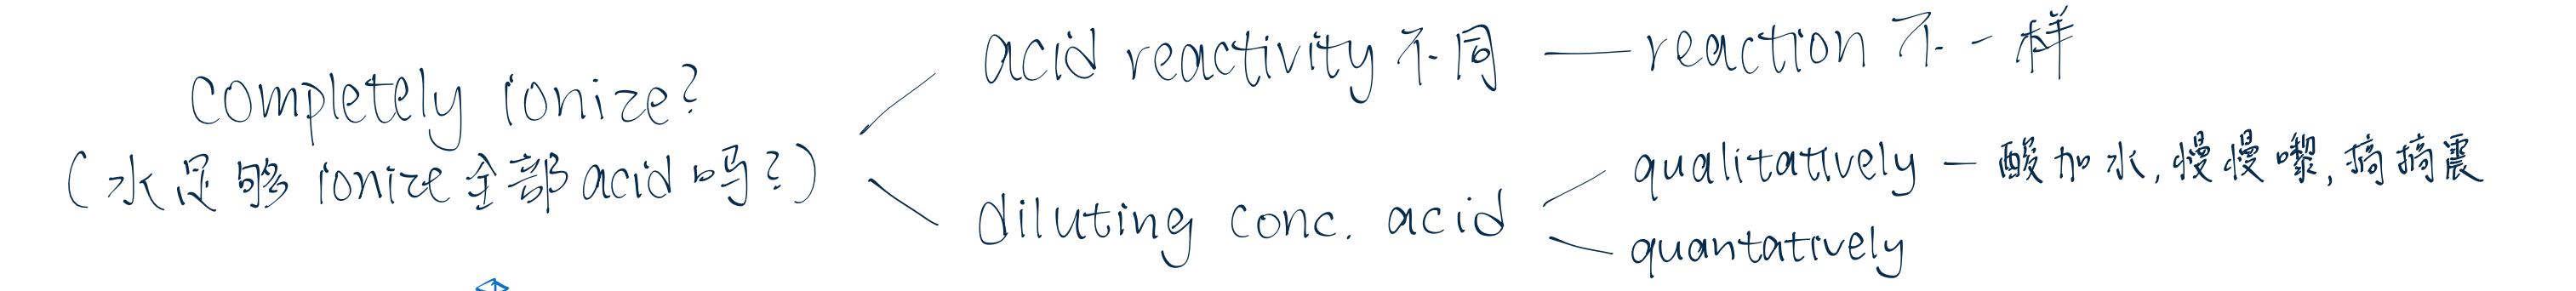 completely ionize?
(水足够 ionize 全部 acid 吗?)
acid reactivity 不同 — reaction 不一样
diluting conc. acid
qualitatively — 酸加水,慢慢嚟,搞搞震
quantatively